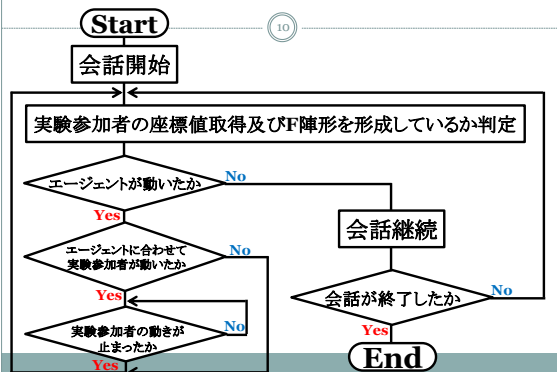 10
Start
会話開始
実験参加者の座標値取得及びF陣形を形成しているか判定
エージェントが動いたか
No
Yes
会話継続
エージェントに合わせて
実験参加者が動いたか
No
Yes
会話が終了したか
No
Yes
実験参加者の動きが
止まったか
No
Yes
End